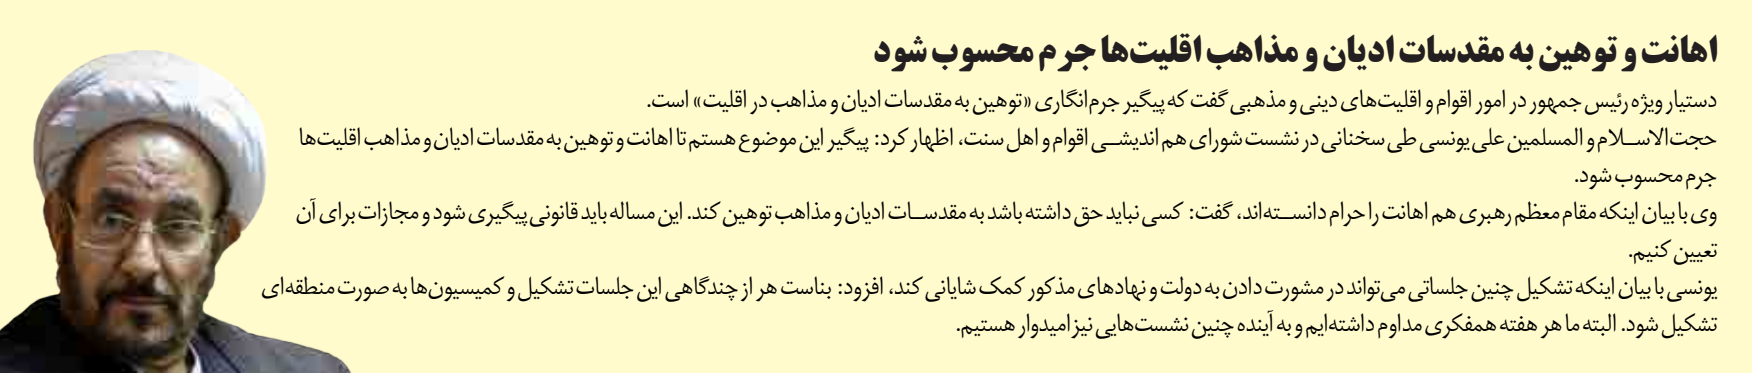 اهانت و توهین به مقدسات ادیان و مذاهب اقلیت‌ها جرم محسوب شود
دستیار ویژه رئیس جمهور در امور اقوام و اقلیت‌های دینی و مذهبی گفت که پیگیر جرم‌انگاری «توهین به مقدسات ادیان و مذاهب در اقلیت» است.
حجت‌الاسلام و المسلمین علی یونسی طی سخنانی در نشست شورای هم اندیشی اقوام و اهل سنت، اظهار کرد: پیگیر این موضوع هستم تا اهانت و توهین به مقدسات ادیان و مذاهب اقلیت‌ها
جرم محسوب شود.
وی با بیان اینکه مقام معظم رهبری هم اهانت را حرام دانسته‌اند، گفت: کسی نباید حق داشته باشد به مقدسات ادیان و مذاهب توهین کند. این مساله باید قانونی پیگیری شود و مجازات برای آن
تعیین کنیم.
یونسی با بیان اینکه تشکیل چنین جلساتی می‌تواند در مشورت دادن به دولت و نهادهای مذکور کمک شایانی کند، افزود: بناست هر از چندگاهی این جلسات تشکیل و کمیسیون‌ها به صورت منطقه‌ای
تشکیل شود. البته ما هر هفته همفکری مداوم داشته‌ایم و به آینده چنین نشست‌هایی نیز امیدوار هستیم.